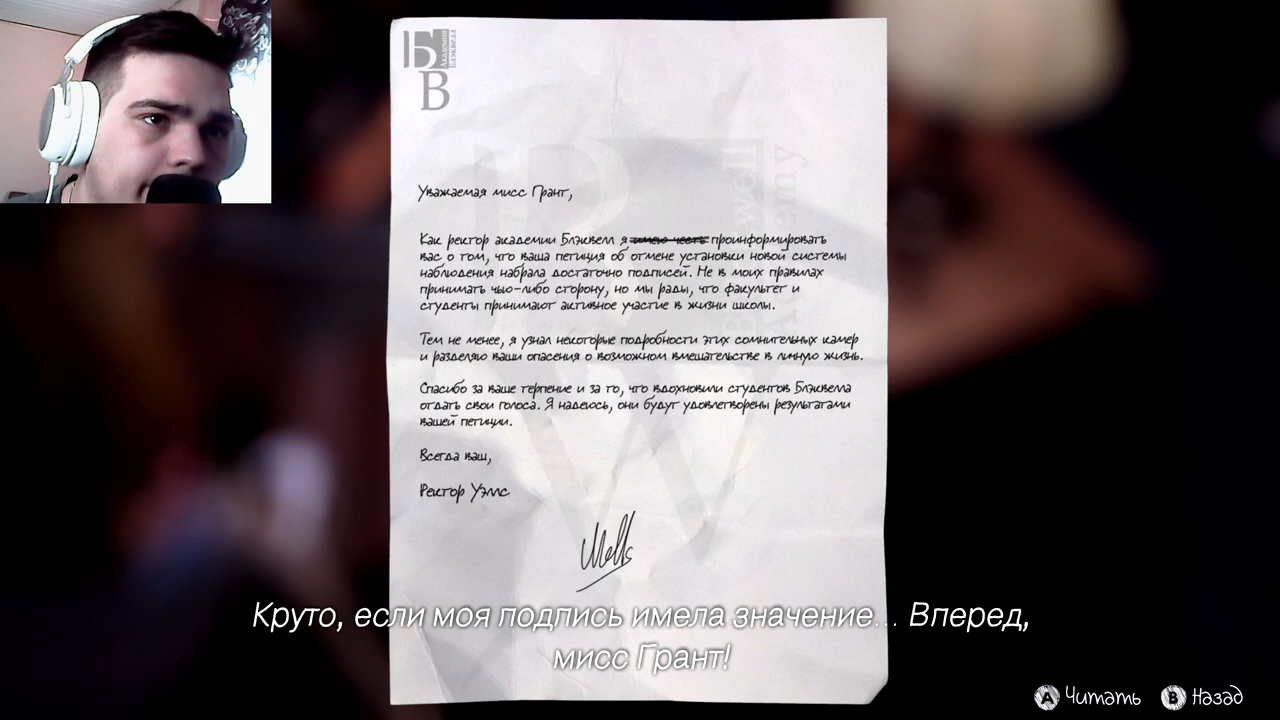 Б
Академия
Блэквелл
В
Уважаемая мисс Грант,
Как ректор академии Блэквелл я имею честь проинформировать
вас о том, что ваша петиция об отмене установки новой системы
наблюдения набрала достаточно подписей. Не в моих правилах
принимать чью-либо сторону, но мы рады, что факультет и
студенты принимают активное участие в жизни школы.
Тем не менее, я узнал некоторые подробности этих сомнительных камер
и разделяю ваши опасения о возможном вмешательстве в личную жизнь.
Спасибо за ваше терпение и за то, что вдохновили студентов Блэквелла
отдать свои голоса. Я надеюсь, они будут удовлетворены результатами
вашей петиции.
Всегда ваш,
Ректор Уэллс
Wells
Круто, если моя подпись имела значение... Вперед,
мисс Грант!
A Читать B Назад